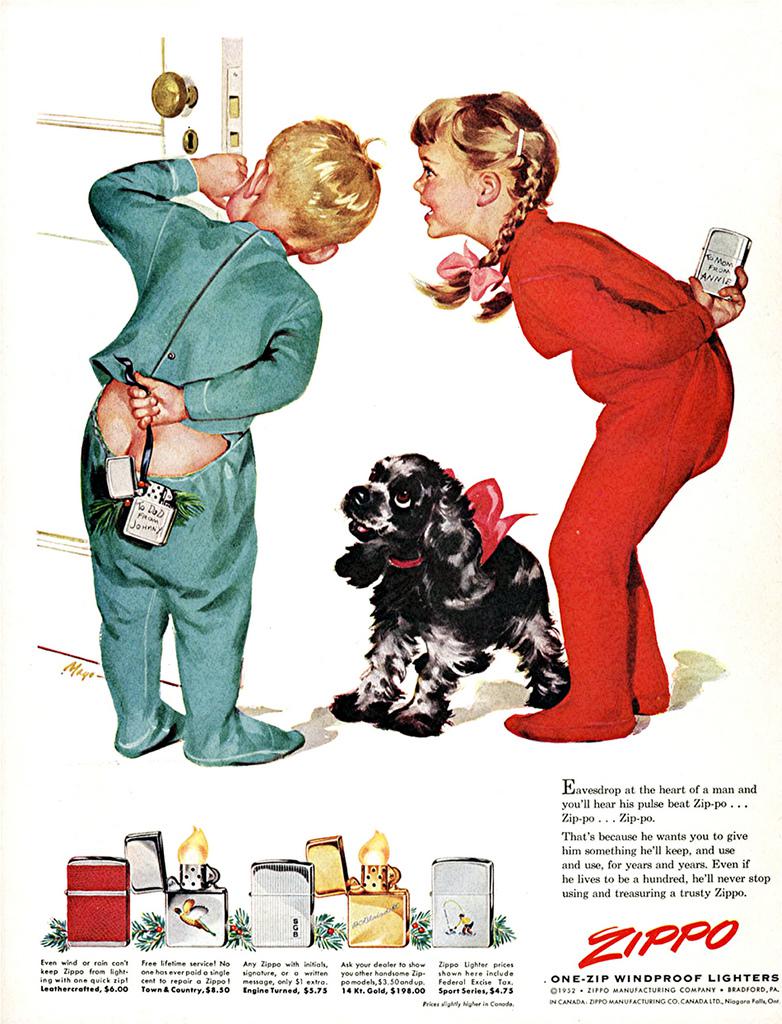 To MOM
FROM
ANNIE
To DAD
FROM
JOHNNY
Mayo
Eavesdrop at the heart of a man and
you'll hear his pulse beat Zip-po . . .
Zip-po . . . Zip-po.
That's because he wants you to give
him something he'll keep, and use
and use, for years and years. Even if
he lives to be a hundred, he'll never stop
using and treasuring a trusty Zippo.
SGB
Even wind or rain can't
keep Zippo from light-
ing with one quick zip!
Leathercrafted, $6.00
Free lifetime service! No
one has ever paid a single
cent to repair a Zippo!
Town & Country, $8.50
Any Zippo with initials,
signature, or a written
message, only $1 extra.
Engine Turned, $5.75
Ask your dealer to show
you other handsome Zip-
po models, $3.50 and up.
14 Kt. Gold, $198.00
Zippo Lighter prices
shown here include
Federal Excise Tax.
Sport Series, $4.75
Prices slightly higher in Canada.
ZIPPO
ONE-ZIP WINDPROOF LIGHTERS
©1952 • ZIPPO MANUFACTURING COMPANY • BRADFORD, PA.
IN CANADA: ZIPPO MANUFACTURING CO. CANADA LTD., Niagara Falls, Ont.